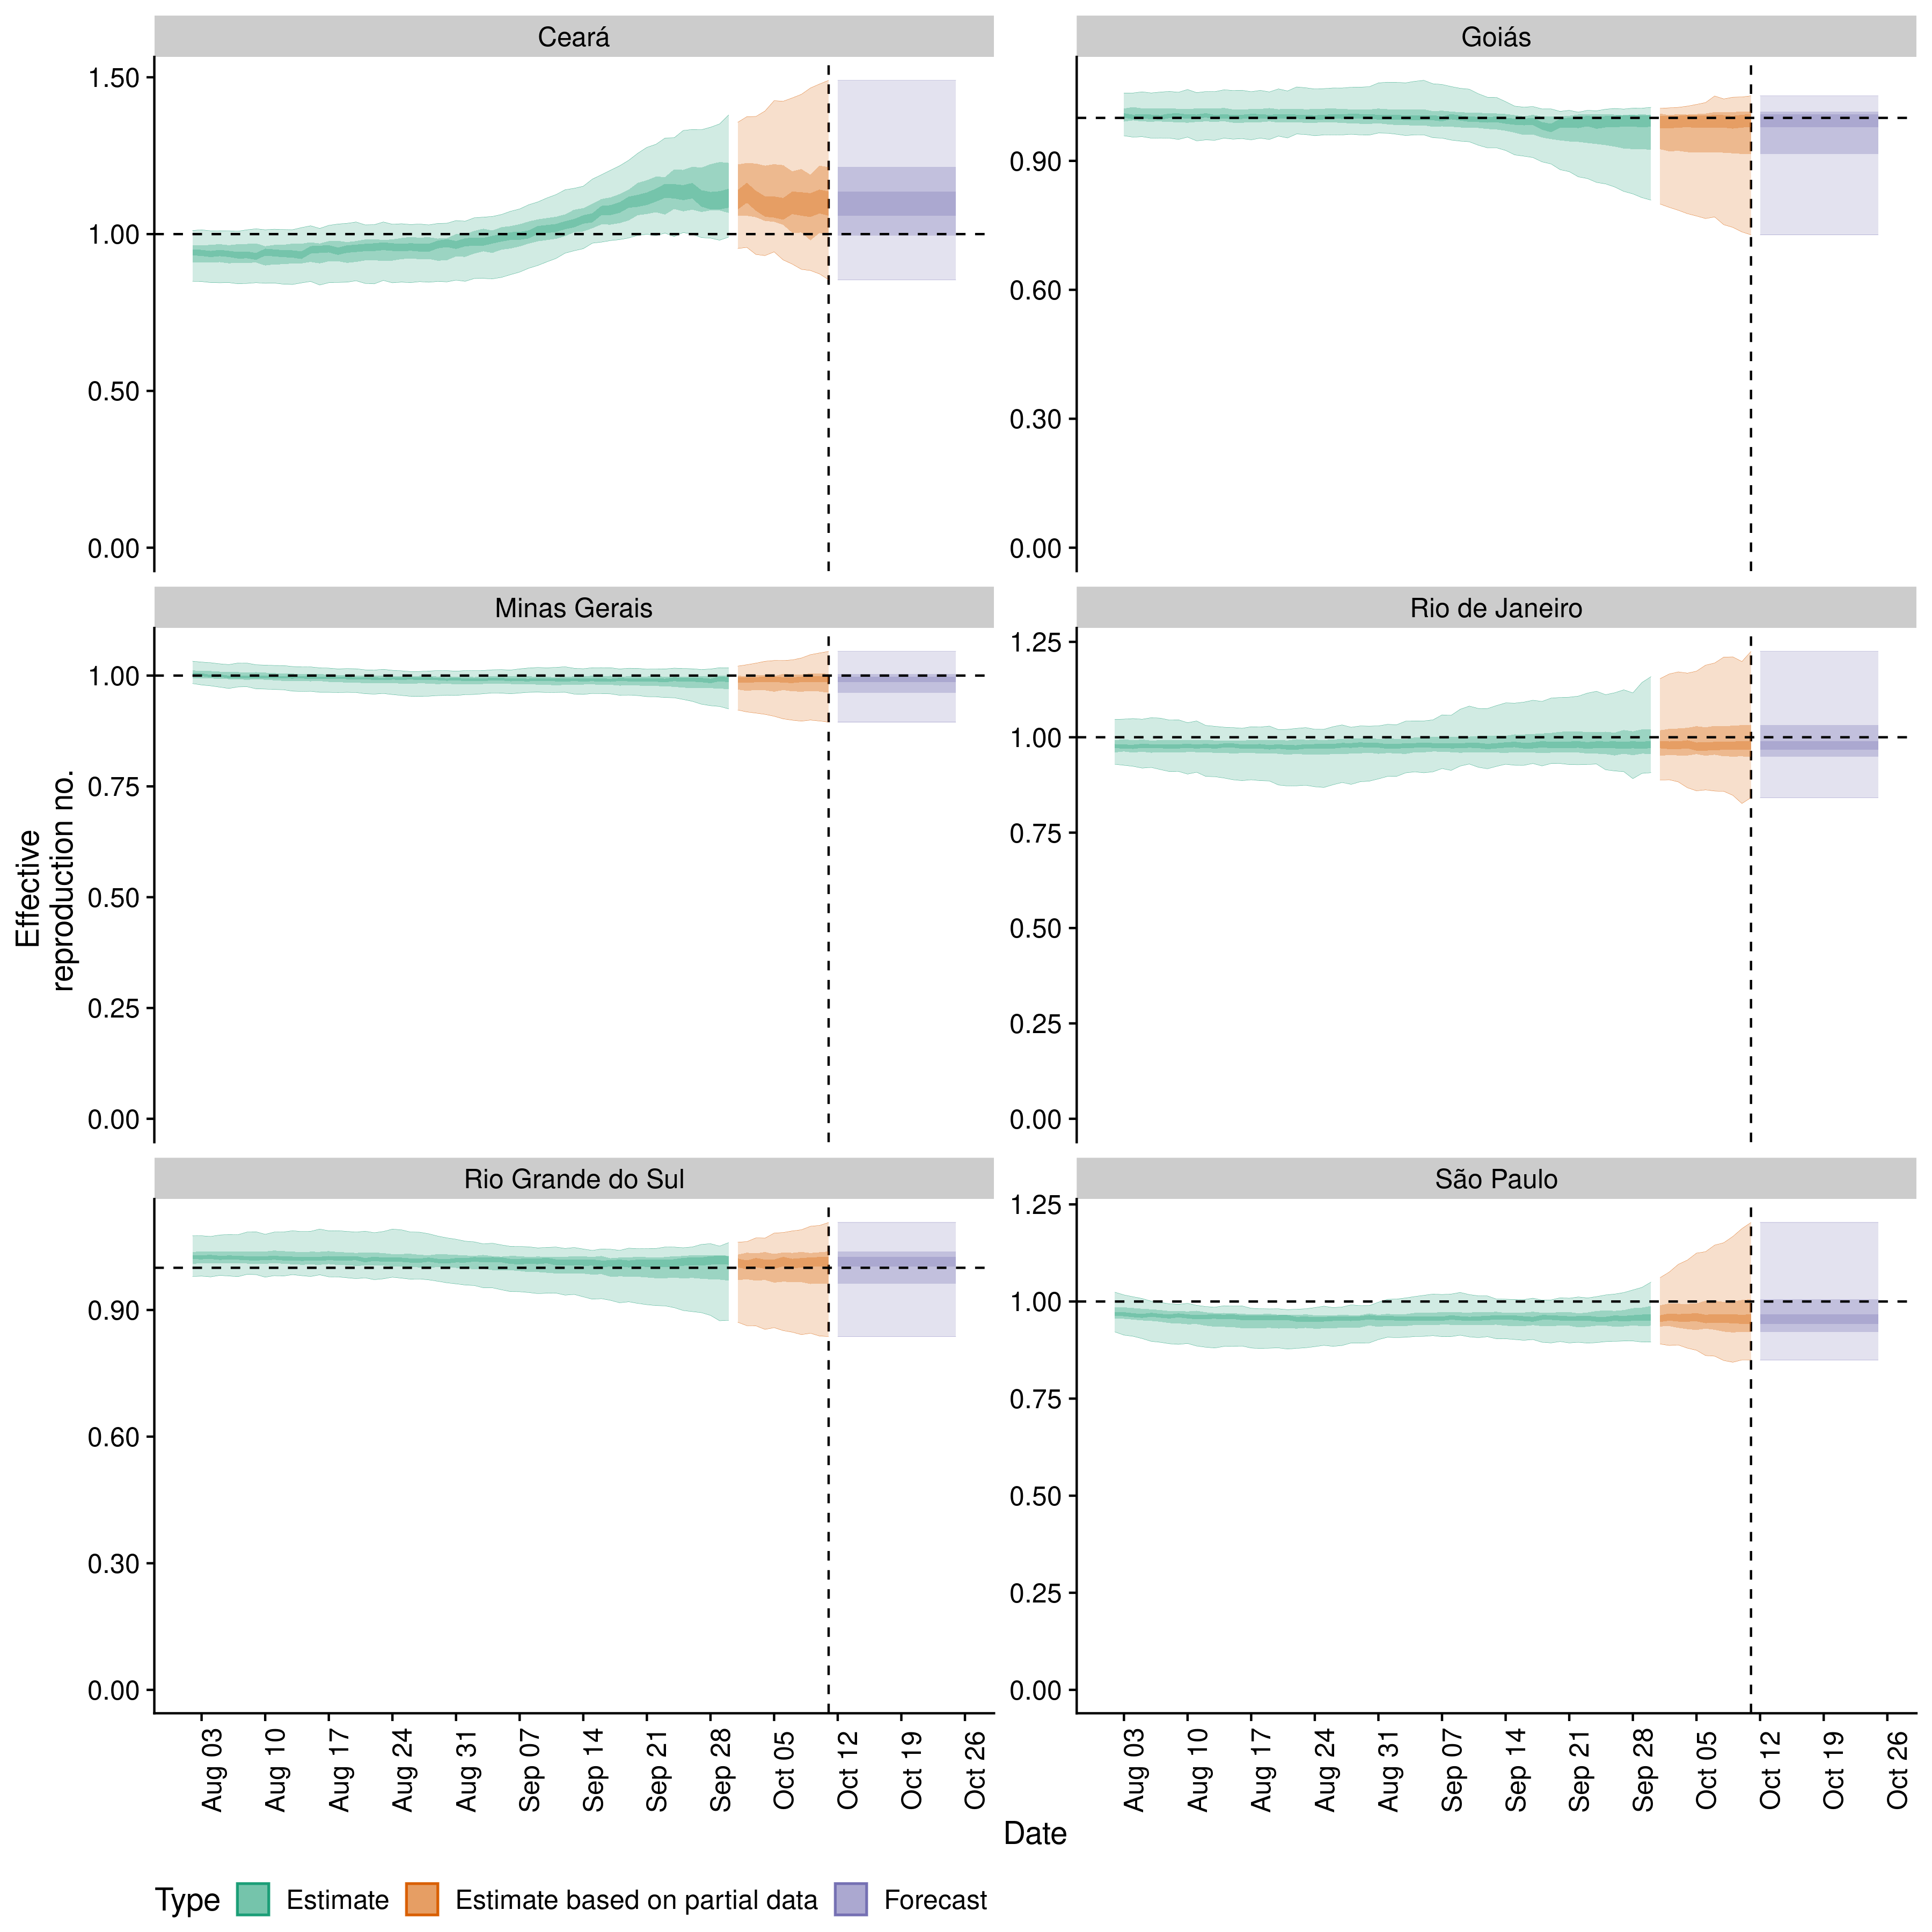 Ceará
Goiás
1.50
1.00
0.50
0.00
0.90
0.60
0.30
0.00
Minas Gerais
Rio de Janeiro
1.00
0.75
0.50
0.25
0.00
1.25
1.00
0.75
0.50
0.25
0.00
Effective
reproduction no.
Rio Grande do Sul
São Paulo
0.90
0.60
0.30
0.00
1.25
1.00
0.75
0.50
0.25
0.00
Aug 03
Aug 10
Aug 17
Aug 24
Aug 31
Sep 07
Sep 14
Sep 21
Sep 28
Oct 05
Oct 12
Oct 19
Oct 26
Aug 03
Aug 10
Aug 17
Aug 24
Aug 31
Sep 07
Sep 14
Sep 21
Sep 28
Oct 05
Oct 12
Oct 19
Oct 26
Date
Type Estimate Estimate based on partial data Forecast